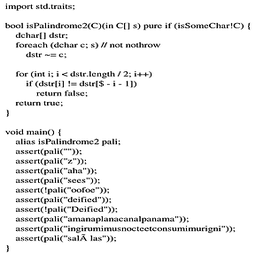 import std.traits;

bool isPalindrome2(C)(in C[] s) pure if (isSomeChar!C) {
    dchar[] dstr;
    foreach (dchar c; s) // not nothrow
        dstr ~= c;

    for (int i; i < dstr.length / 2; i++)
        if (dstr[i] != dstr[$ - i - 1])
            return false;
    return true;
}

void main() {
    alias isPalindrome2 pali;
    assert(pali(""));
    assert(pali("z"));
    assert(pali("aha"));
    assert(pali("sees"));
    assert(!pali("oofoe"));
    assert(pali("deified"));
    assert(!pali("Deified"));
    assert(pali("amanaplanacanalpanama"));
    assert(pali("ingirumimusnocteetconsumimurigni"));
    assert(pali("salÃ las"));
}